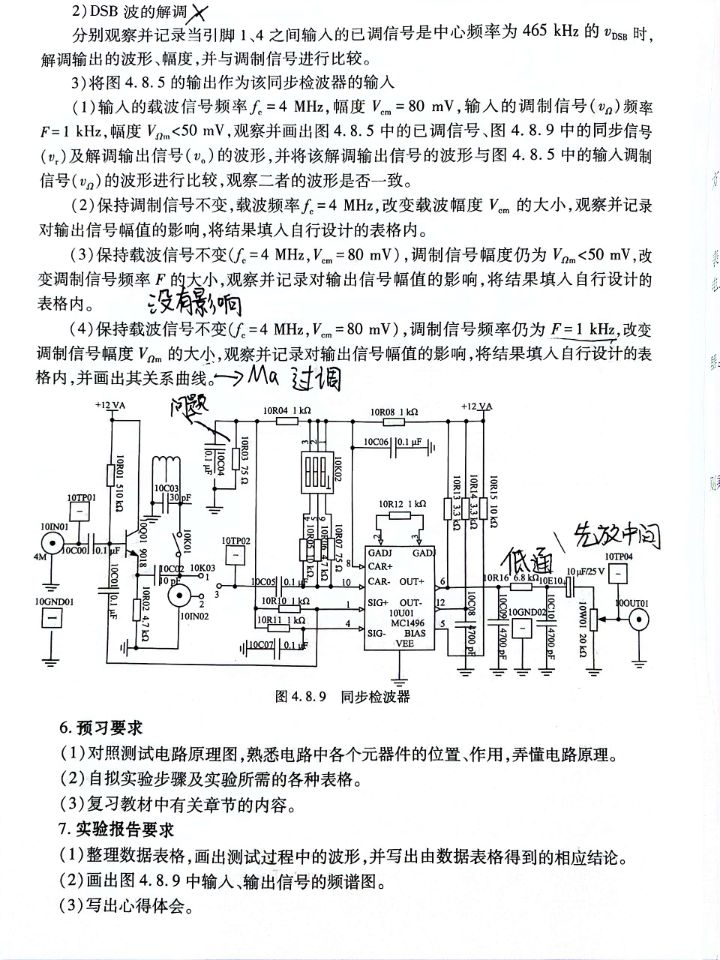 2)DSB 波的解调 ×
分别观察并记录当引脚 1、4 之间输入的已调信号是中心频率为 465 kHz 的 v_DSB 时,
解调输出的波形、幅度,并与调制信号进行比较。
3)将图 4.8.5 的输出作为该同步检波器的输入
(1)输入的载波信号频率 f_c = 4 MHz,幅度 V_cm = 80 mV,输入的调制信号(v_Ω)频率
F = 1 kHz,幅度 V_Ωm<50 mV,观察并画出图 4.8.5 中的已调信号、图 4.8.9 中的同步信号
(v_r)及解调输出信号(v_o)的波形,并将该解调输出信号的波形与图 4.8.5 中的输入调制
信号(v_Ω)的波形进行比较,观察二者的波形是否一致。
(2)保持调制信号不变,载波频率 f_c = 4 MHz,改变载波幅度 V_cm 的大小,观察并记录
对输出信号幅值的影响,将结果填入自行设计的表格内。
(3)保持载波信号不变(f_c = 4 MHz,V_cm = 80 mV),调制信号幅度仍为 V_Ωm<50 mV,改
变调制信号频率 F 的大小,观察并记录对输出信号幅值的影响,将结果填入自行设计的
表格内。 没有影响
(4)保持载波信号不变(f_c = 4 MHz,V_cm = 80 mV),调制信号频率仍为 F = 1 kHz,改变
调制信号幅度 V_Ωm 的大小,观察并记录对输出信号幅值的影响,将结果填入自行设计的表
格内,并画出其关系曲线。→ Ma 过调
问题
+12 VA
10R04 1 kΩ
10R08 1 kΩ
+12 VA
10C04
0.1 μF
10R03 75 Ω
10C06 0.1 μF
10K02
3 2 1
4 5 6
10R01 510 kΩ
10C03
30 pF
10R12 1 kΩ
10R13 3.3 kΩ
10R14 3.3 kΩ
10R15 10 kΩ
10TP01
10IN01
4M
10C00 0.1 μF
10Q01 9018
10K01
10TP02
10R05 10 kΩ
10R06 4.7 kΩ
10R07 75 Ω
2 3
GADJ GADJ
8 CAR+
10 CAR- OUT+ 6
1 SIG+ OUT- 12
10U01
4 SIG- MC1496 5
BIAS
VEE
低通
先放中间
10TP04
10C01 0.1 μF
10C02
10 pF
10K03
1
2
3
10R02 4.7 kΩ
10IN02
10C05 0.1 μF
10R10 1 kΩ
10R11 1 kΩ
10C07 0.1 μF
10R16 6.8 kΩ
10E10
10 μF/25 V
10C08 4700 pF
10C09 4700 pF
10GND02
10C10 4700 pF
10W01 20 kΩ
10OUT01
10GND01
图 4.8.9 同步检波器
6. 预习要求
(1)对照测试电路原理图,熟悉电路中各个元器件的位置、作用,弄懂电路原理。
(2)自拟实验步骤及实验所需的各种表格。
(3)复习教材中有关章节的内容。
7. 实验报告要求
(1)整理数据表格,画出测试过程中的波形,并写出由数据表格得到的相应结论。
(2)画出图 4.8.9 中输入、输出信号的频谱图。
(3)写出心得体会。